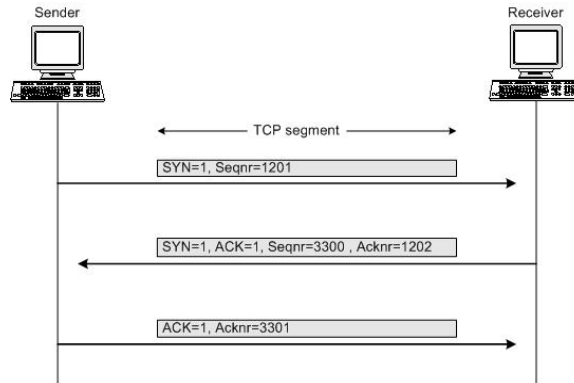 Sender
Receiver
TCP segment
SYN=1, Seqnr=1201
SYN=1, ACK=1, Seqnr=3300 , Acknr=1202
ACK=1, Acknr=3301